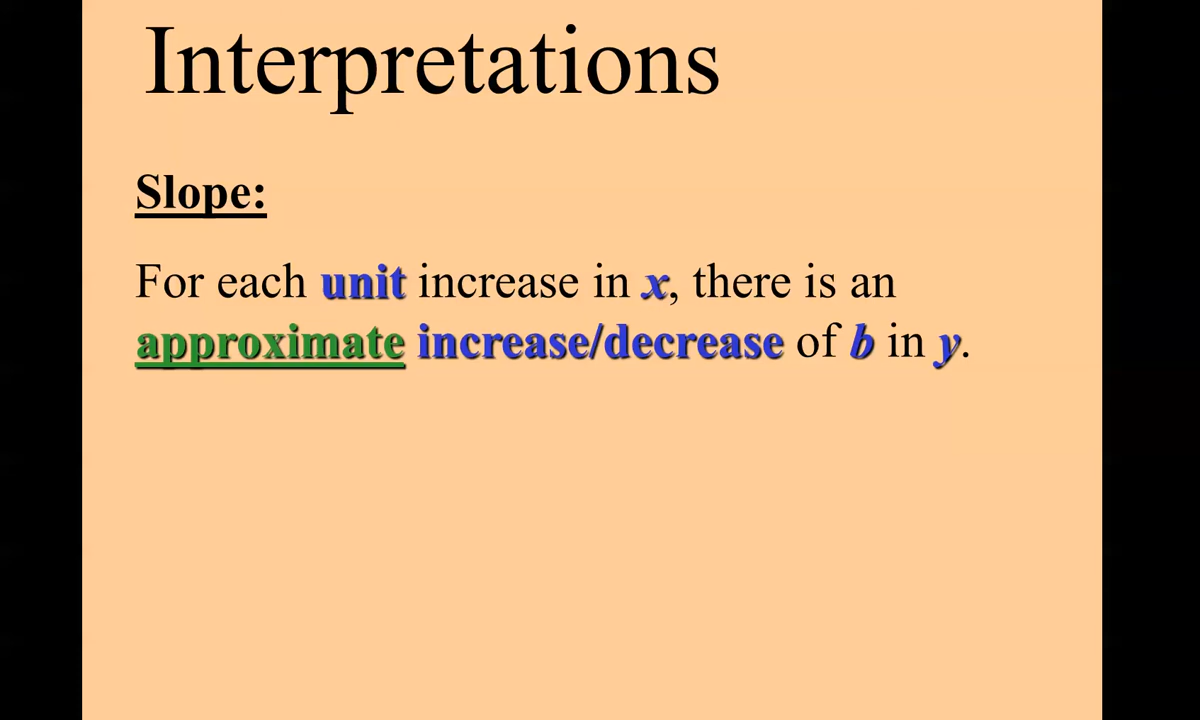 Interpretations
Slope:
For each unit increase in x, there is an
approximate increase/decrease of b in y.